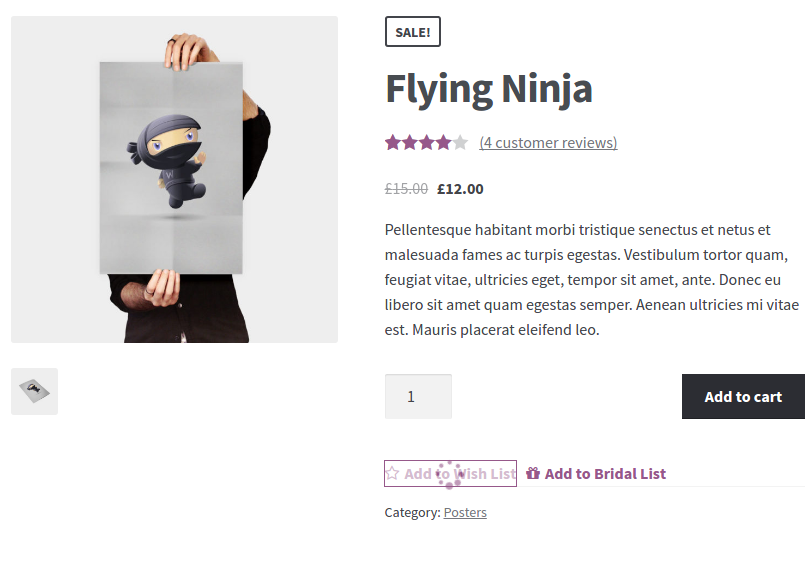 SALE!
Flying Ninja
(4 customer reviews)
£15.00 £12.00
Pellentesque habitant morbi tristique senectus et netus et
malesuada fames ac turpis egestas. Vestibulum tortor quam,
feugiat vitae, ultricies eget, tempor sit amet, ante. Donec eu
libero sit amet quam egestas semper. Aenean ultricies mi vitae
est. Mauris placerat eleifend leo.
1 Add to cart
Add to Wish List Add to Bridal List
Category: Posters
W